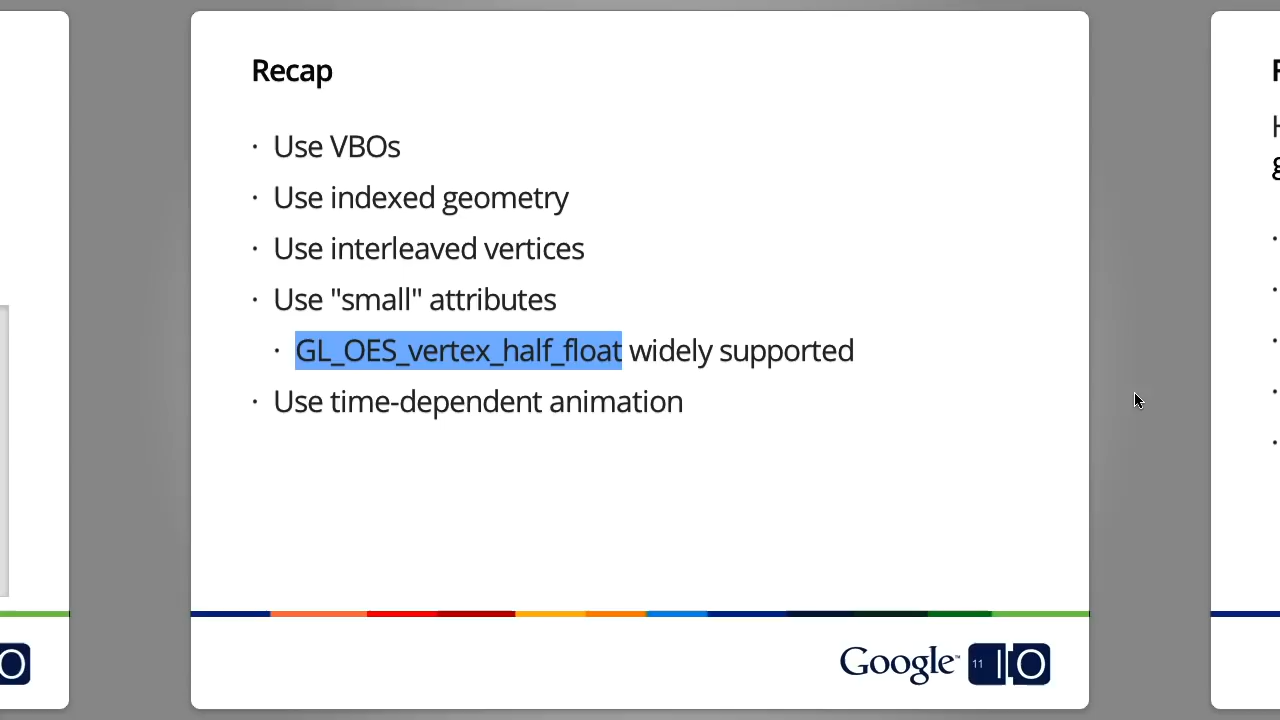 Recap
· Use VBOs
· Use indexed geometry
· Use interleaved vertices
· Use "small" attributes
· GL_OES_vertex_half_float widely supported
· Use time-dependent animation
Google™ 11 IO